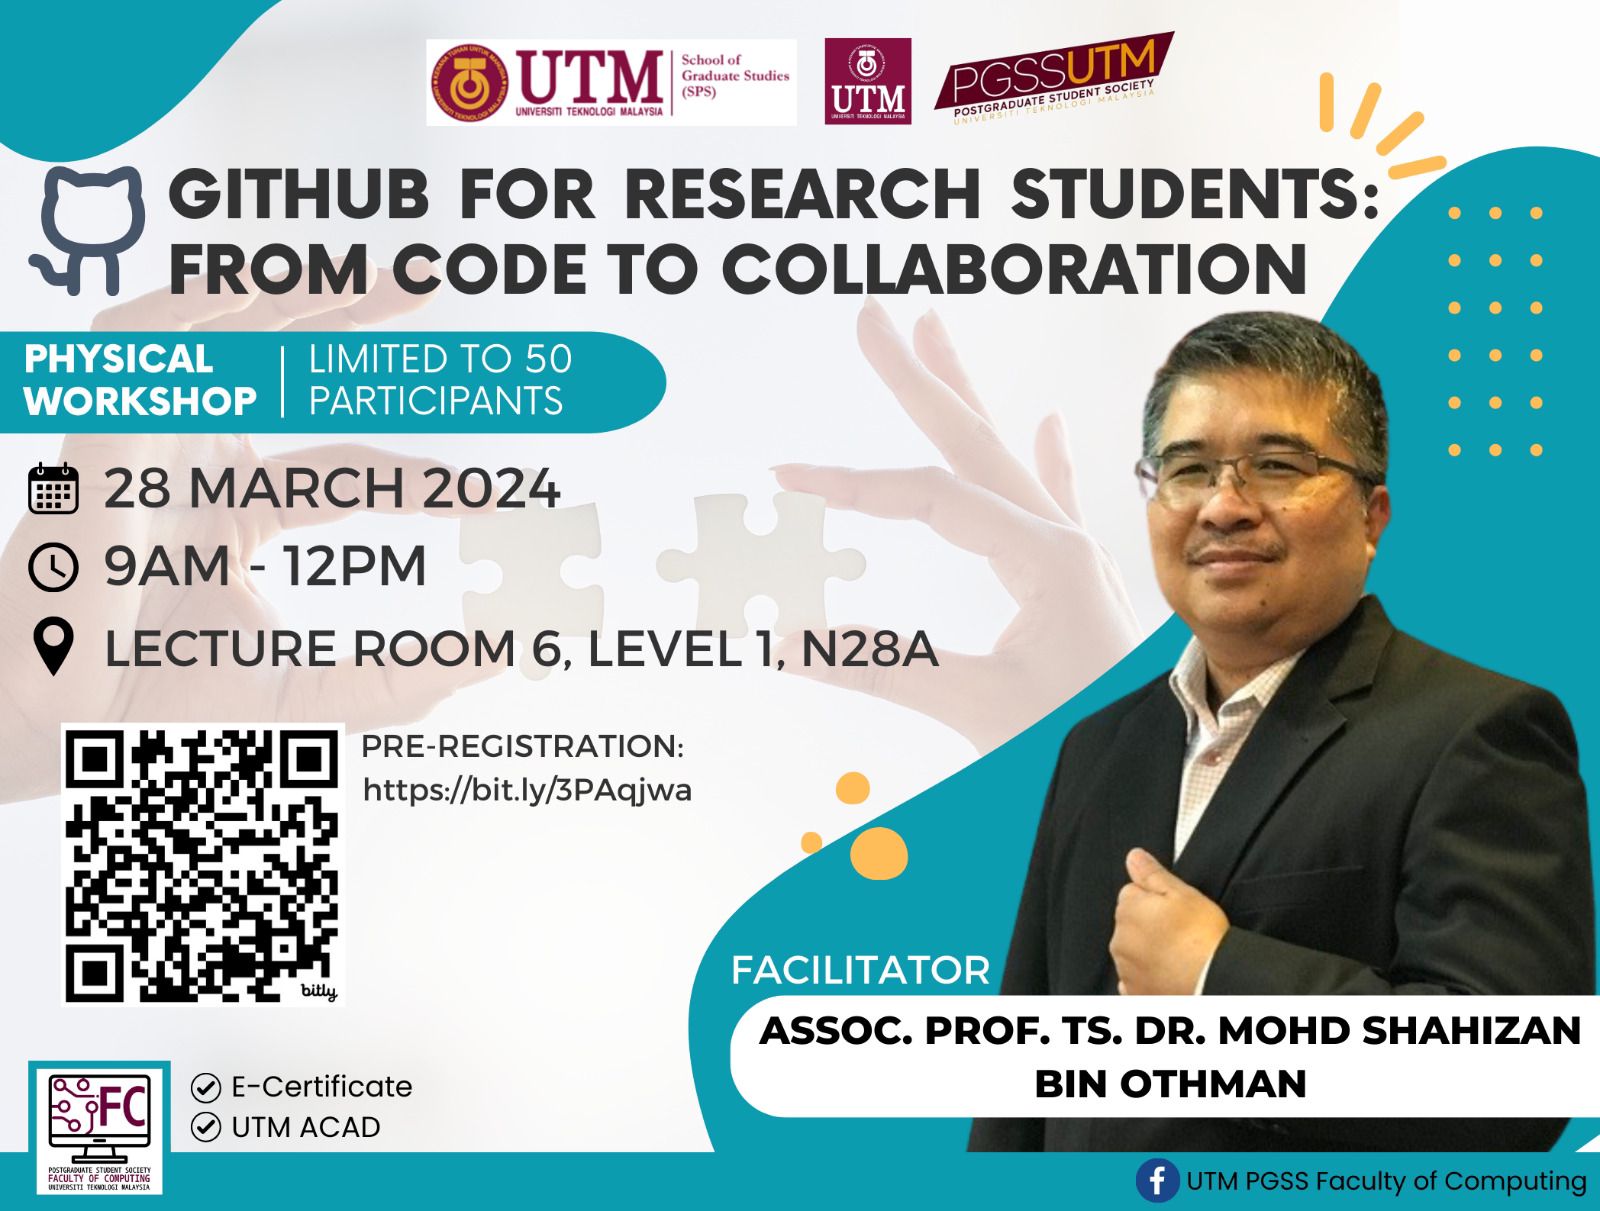 UTM
UNIVERSITI TEKNOLOGI MALAYSIA
School of
Graduate Studies
(SPS)
UTM
UNIVERSITI TEKNOLOGI MALAYSIA
PGSSUTM
POSTGRADUATE STUDENT SOCIETY
UNIVERSITI TEKNOLOGI MALAYSIA
GITHUB FOR RESEARCH STUDENTS:
FROM CODE TO COLLABORATION
PHYSICAL
WORKSHOP
LIMITED TO 50
PARTICIPANTS
28 MARCH 2024
9AM - 12PM
LECTURE ROOM 6, LEVEL 1, N28A
PRE-REGISTRATION:
https://bit.ly/3PAqjwa
bitly
FACILITATOR
ASSOC. PROF. TS. DR. MOHD SHAHIZAN
BIN OTHMAN
FC
POSTGRADUATE STUDENT SOCIETY
FACULTY OF COMPUTING
UNIVERSITI TEKNOLOGI MALAYSIA
E-Certificate
UTM ACAD
UTM PGSS Faculty of Computing